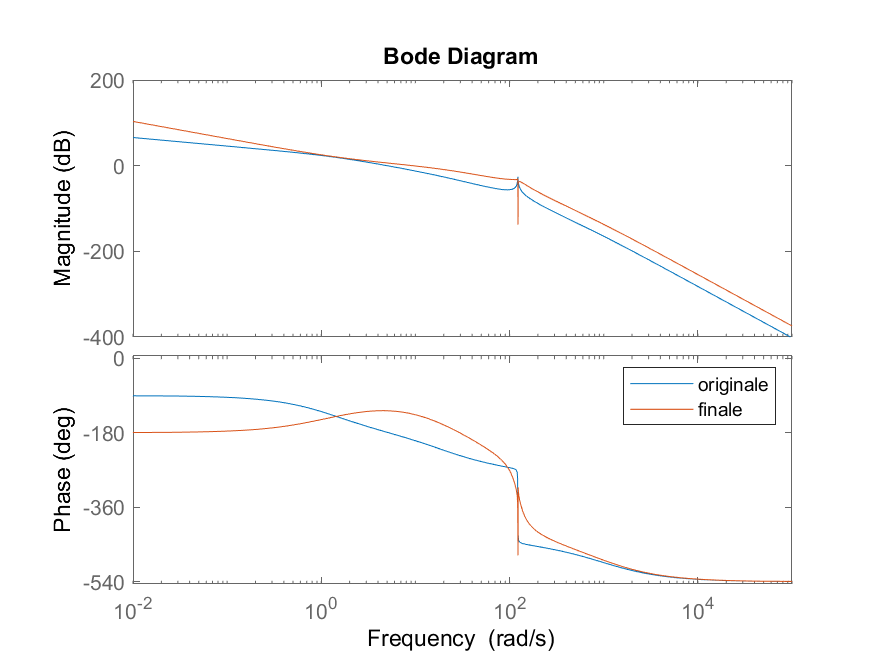 Bode Diagram
200
0
-200
-400
Magnitude (dB)
0
-180
-360
-540
Phase (deg)
originale
finale
10^-2
10^0
10^2
10^4
Frequency (rad/s)